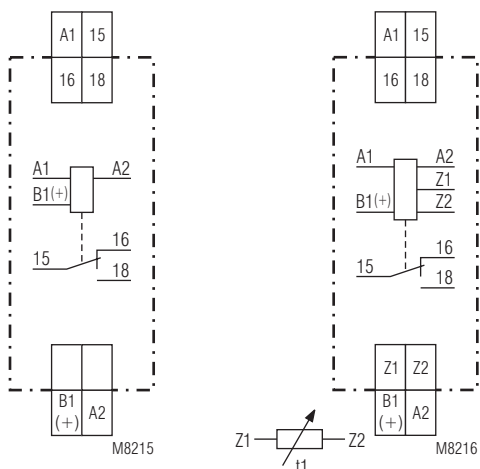 A1 15
16 18
A1 A2
B1(+)
15 16
18
B1
(+) A2
M8215
A1 15
16 18
A1 A2
Z1
B1(+) Z2
15 16
18
Z1 Z2
B1
(+) A2
M8216
Z1 Z2
t1